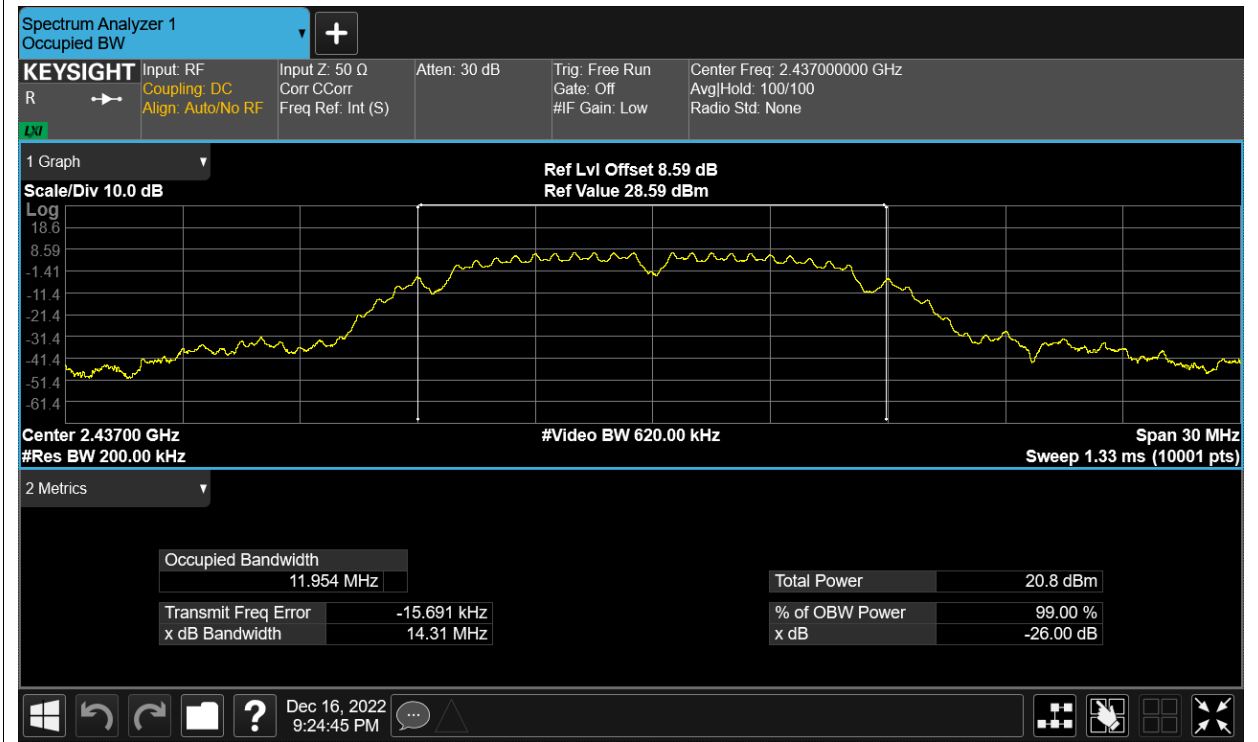 Spectrum Analyzer 1
Occupied BW
KEYSIGHT
R
LXI
Input: RF
Coupling: DC
Align: Auto/No RF
Input Z: 50 Ω
Corr CCorr
Freq Ref: Int (S)
Atten: 30 dB
Trig: Free Run
Gate: Off
#IF Gain: Low
Center Freq: 2.437000000 GHz
Avg|Hold: 100/100
Radio Std: None
1 Graph
Scale/Div 10.0 dB
Ref Lvl Offset 8.59 dB
Ref Value 28.59 dBm
Log
18.6
8.59
-1.41
-11.4
-21.4
-31.4
-41.4
-51.4
-61.4
Center 2.43700 GHz
#Res BW 200.00 kHz
#Video BW 620.00 kHz
Span 30 MHz
Sweep 1.33 ms (10001 pts)
2 Metrics
Occupied Bandwidth
11.954 MHz
Transmit Freq Error -15.691 kHz
x dB Bandwidth 14.31 MHz
Total Power 20.8 dBm
% of OBW Power 99.00 %
x dB -26.00 dB
?
Dec 16, 2022
9:24:45 PM